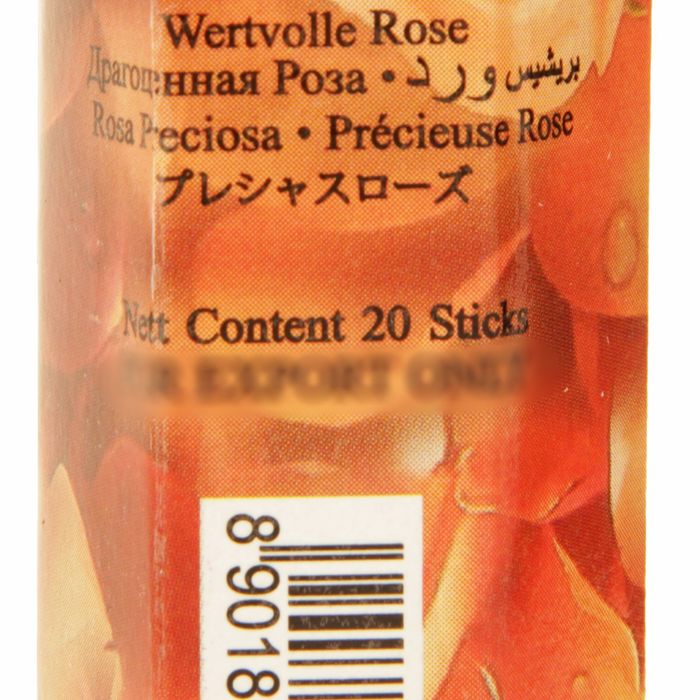 Wertvolle Rose
Драгоценная Роза • بريشيس ورد
Rosa Preciosa • Précieuse Rose
プレシャスローズ
Nett Content 20 Sticks
8 9018